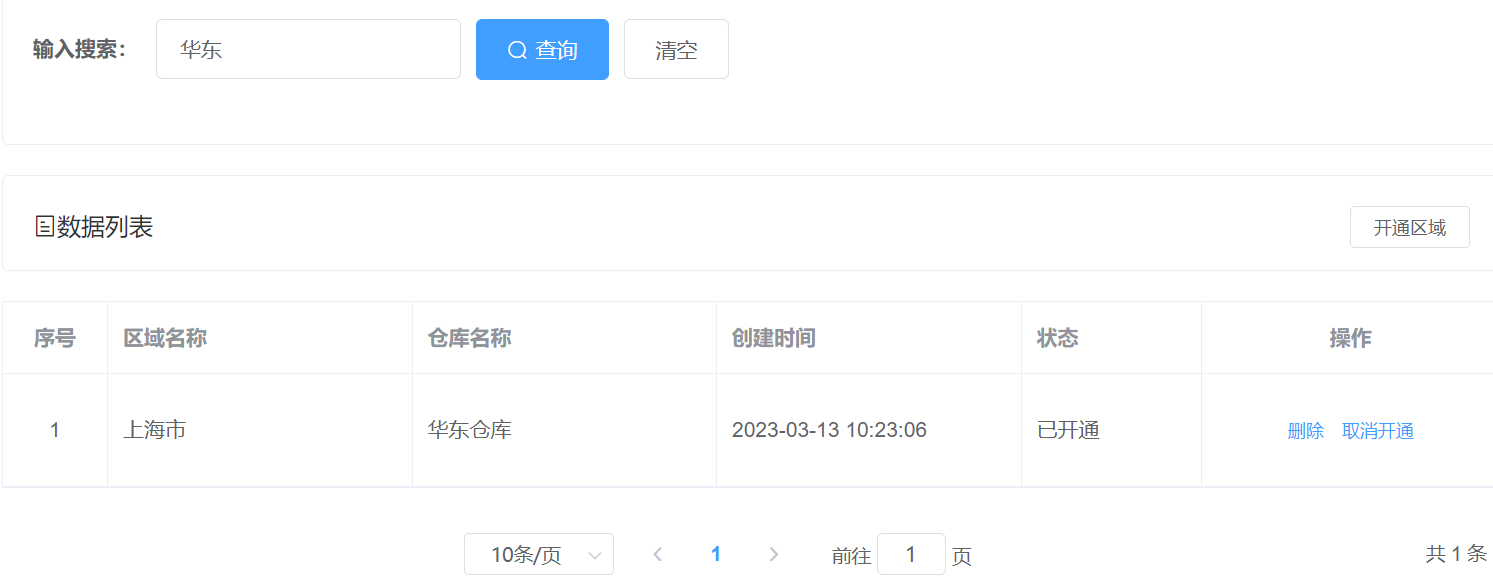 输入搜索： 华东 查询 清空
数据列表 开通区域
序号 区域名称 仓库名称 创建时间 状态 操作
1 上海市 华东仓库 2023-03-13 10:23:06 已开通 删除 取消开通
10条/页 1 前往 1 页 共 1 条